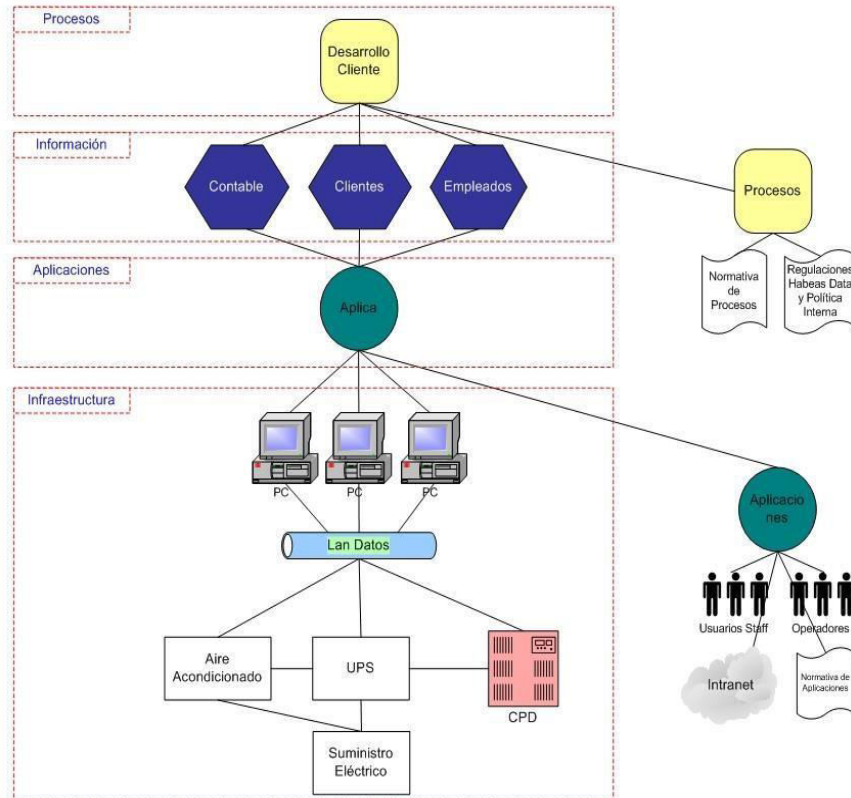 Procesos
Desarrollo
Cliente
Información
Contable
Clientes
Empleados
Procesos
Normativa
de
Procesos
Regulaciones
Habeas Data
y Política
Interna
Aplicaciones
Aplica
Infraestructura
PC
PC
PC
Lan Datos
Aplicacio
nes
Usuarios Staff
Operadores
Aire
Acondicionado
UPS
CPD
Intranet
Normativa de
Aplicaciones
Suministro
Eléctrico